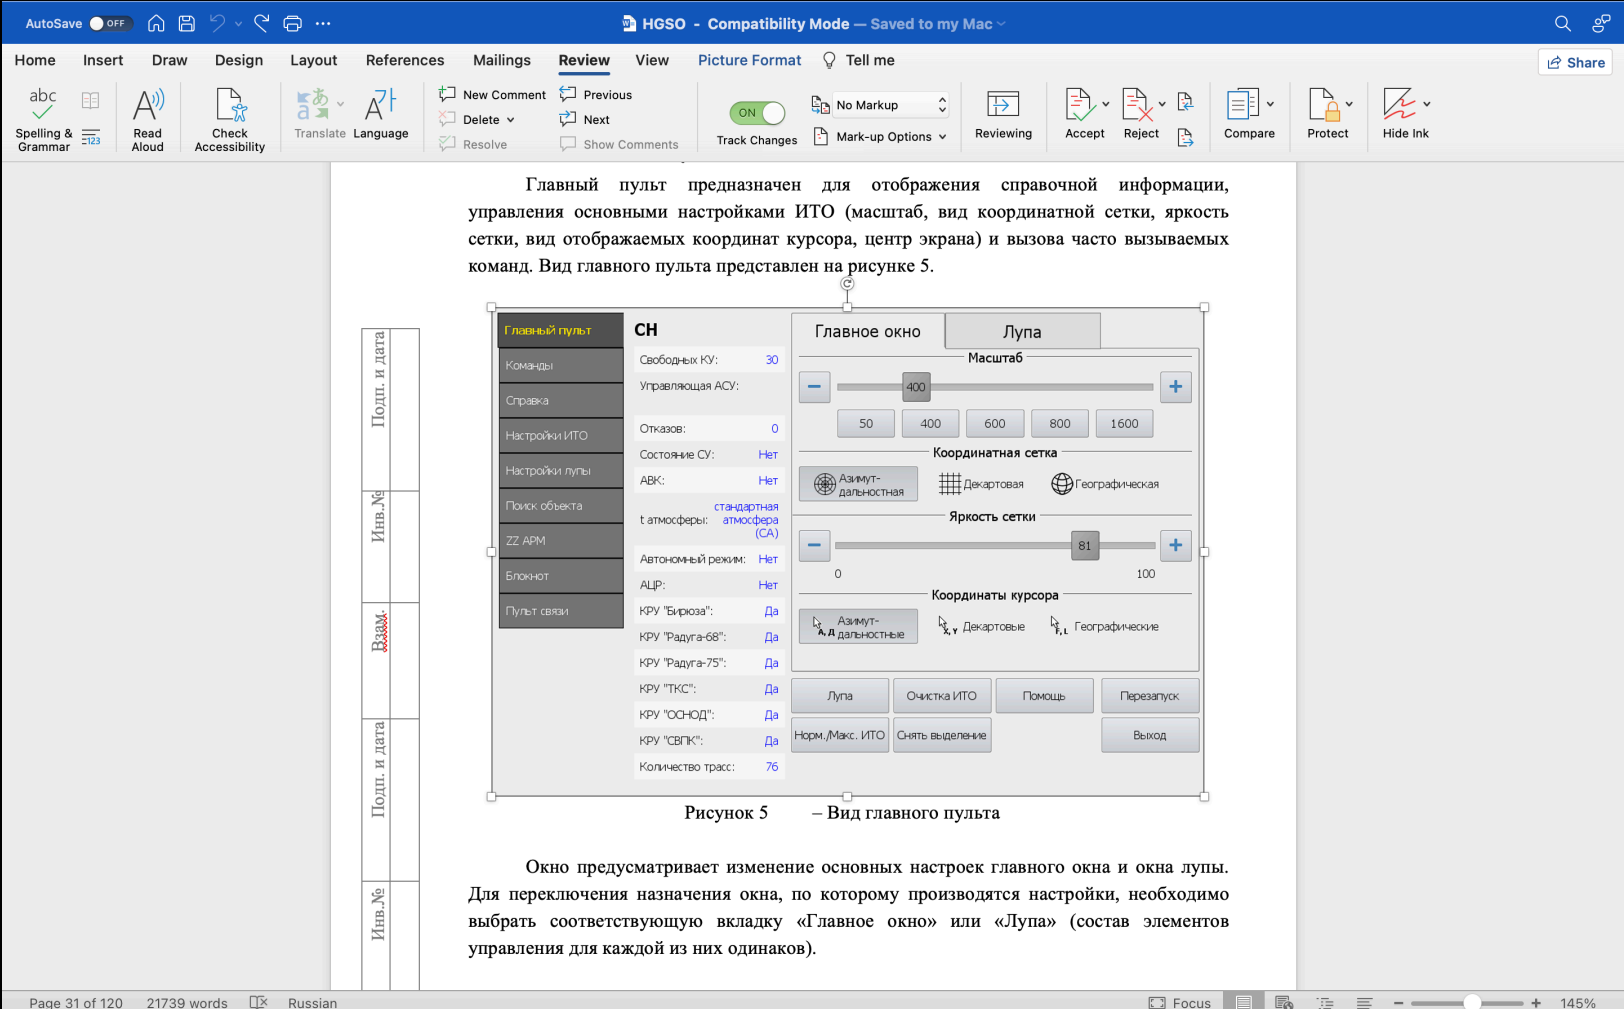 AutoSave OFF
HGSO - Compatibility Mode — Saved to my Mac
Home Insert Draw Design Layout References Mailings Review View Picture Format Tell me Share
abc
Spelling & Grammar
123
Read Aloud
Check Accessibility
Translate
Language
New Comment
Delete
Resolve
Previous
Next
Show Comments
ON
Track Changes
No Markup
Mark-up Options
Reviewing
Accept
Reject
Compare
Protect
Hide Ink
Главный пульт предназначен для отображения справочной информации,
управления основными настройками ИТО (масштаб, вид координатной сетки, яркость
сетки, вид отображаемых координат курсора, центр экрана) и вызова часто вызываемых
команд. Вид главного пульта представлен на рисунке 5.
Подп. и дата
Инв.№
Взам.
Подп. и дата
Инв.№
Главный пульт
Команды
Справка
Настройки ИТО
Настройки лупы
Поиск объекта
ZZ АРМ
Блокнот
Пульт связи
СН
Свободных КУ: 30
Управляющая АСУ:
Отказов: 0
Состояние СУ: Нет
АВК: Нет
t атмосферы: стандартная
атмосфера
(СА)
Автономный режим: Нет
АЦР: Нет
КРУ "Бирюза": Да
КРУ "Радуга-68": Да
КРУ "Радуга-75": Да
КРУ "ТКС": Да
КРУ "ОСНОД": Да
КРУ "СВПК": Да
Количество трасс: 76
Главное окно Лупа
Масштаб
− 400 +
50 400 600 800 1600
Координатная сетка
Азимут-
дальностная
Декартовая
Географическая
Яркость сетки
− 81 +
0 100
Координаты курсора
А, Д Азимут-
дальностные
X, Y Декартовые
F, L Географические
Лупа Очистка ИТО Помощь Перезапуск
Норм./Макс. ИТО Снять выделение Выход
Рисунок 5 – Вид главного пульта
Окно предусматривает изменение основных настроек главного окна и окна лупы.
Для переключения назначения окна, по которому производятся настройки, необходимо
выбрать соответствующую вкладку «Главное окно» или «Лупа» (состав элементов
управления для каждой из них одинаков).
Page 31 of 120 21739 words Russian Focus 145%